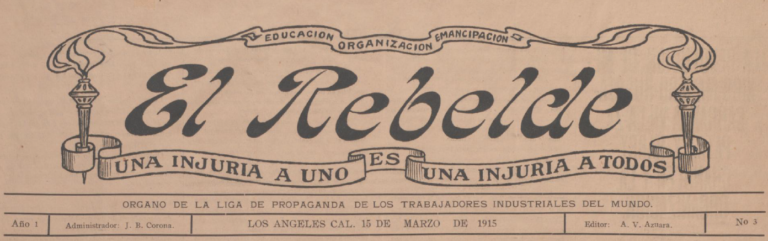 EDUCACION ORGANIZACION EMANCIPACION
El Rebelde
UNA INJURIA A UNO ES UNA INJURIA A TODOS
ORGANO DE LA LIGA DE PROPAGANDA DE LOS TRABAJADORES INDUSTRIALES DEL MUNDO.
Año 1 Administrador: J. B. Corona. LOS ANGELES CAL. 15 DE MARZO DE 1915 Editor: A. V. Aznara. No